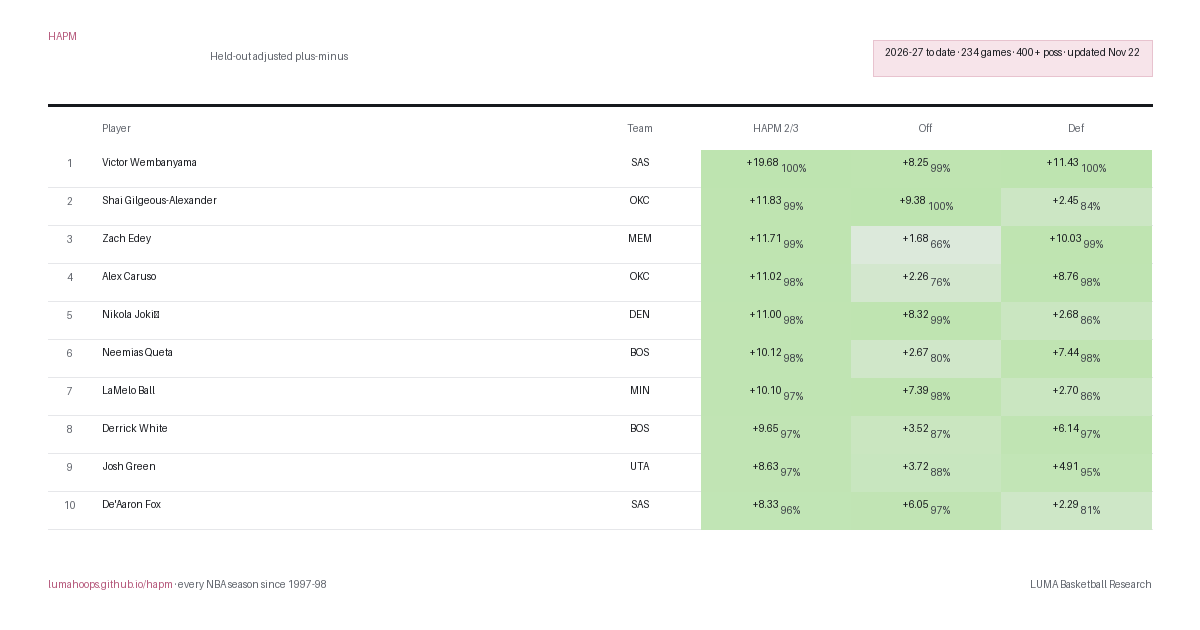 HAPM
Held-out adjusted plus-minus
2026-27 to date · 234 games · 400+ poss · updated Nov 22
Player Team HAPM 2/3 Off Def
1 Victor Wembanyama SAS +19.68 100% +8.25 99% +11.43 100%
2 Shai Gilgeous-Alexander OKC +11.83 99% +9.38 100% +2.45 84%
3 Zach Edey MEM +11.71 99% +1.68 66% +10.03 99%
4 Alex Caruso OKC +11.02 98% +2.26 76% +8.76 98%
5 Nikola Joki DEN +11.00 98% +8.32 99% +2.68 86%
6 Neemias Queta BOS +10.12 98% +2.67 80% +7.44 98%
7 LaMelo Ball MIN +10.10 97% +7.39 98% +2.70 86%
8 Derrick White BOS +9.65 97% +3.52 87% +6.14 97%
9 Josh Green UTA +8.63 97% +3.72 88% +4.91 95%
10 De'Aaron Fox SAS +8.33 96% +6.05 97% +2.29 81%
lumahoops.github.io/hapm · every NBA season since 1997-98
LUMA Basketball Research